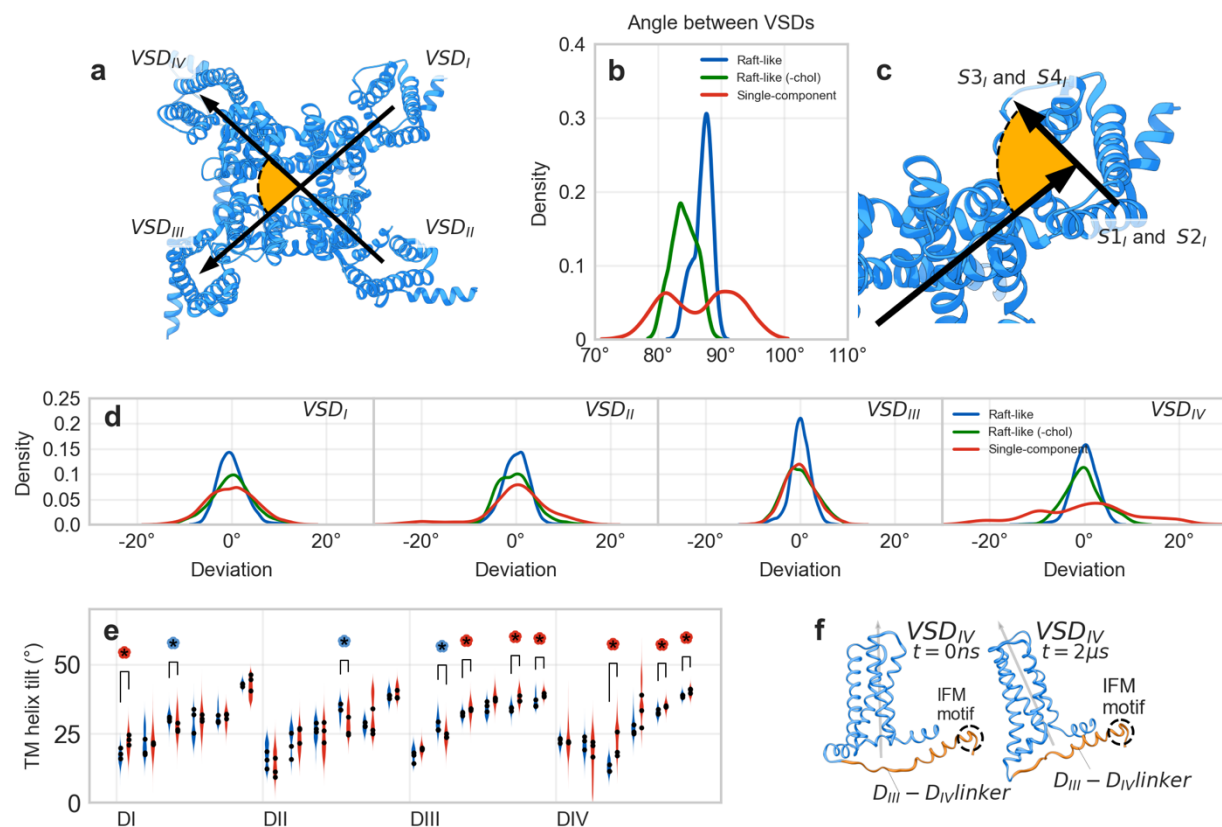 a
VSD_IV
VSD_I
VSD_III
VSD_II
Angle between VSDs
b
Density
0.4
0.3
0.2
0.1
0
70° 80° 90° 100° 110°
Raft-like
Raft-like (-chol)
Single-component
c
S3_I and S4_I
S1_I and S2_I
d
Density
0.25
0.2
0.15
0.1
0.05
0.0
VSD_I
VSD_II
VSD_III
VSD_IV
Raft-like
Raft-like (-chol)
Single-component
-20° 0° 20° -20° 0° 20° -20° 0° 20° -20° 0° 20°
Deviation Deviation Deviation Deviation
e
TM helix tilt (°)
50
25
0
* * * * * * * * * *
DI DII DIII DIV
f
VSD_IV
t = 0ns
IFM
motif
D_III − D_IV linker
VSD_IV
t = 2μs
IFM
motif
D_III − D_IV linker